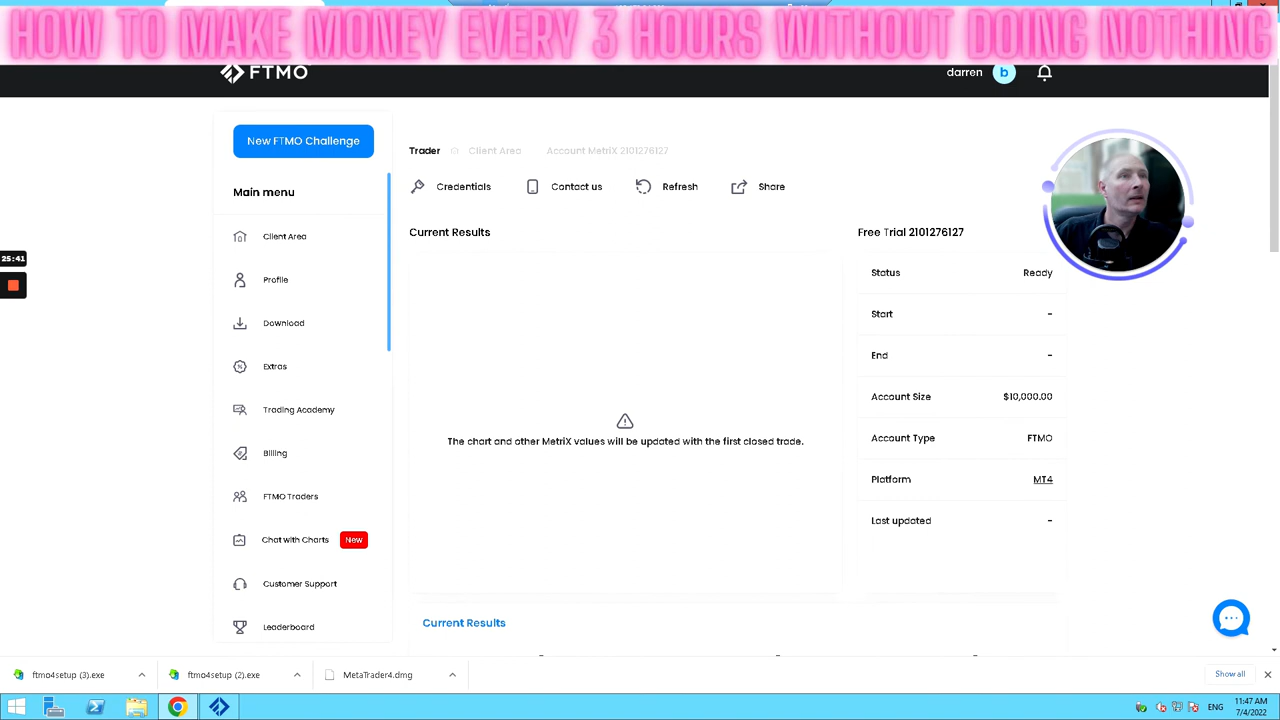 HOW TO MAKE MONEY EVERY 3 HOURS WITHOUT DOING NOTHING
FTMO
darren b
New FTMO Challenge
Main menu
Client Area
Profile
Download
Extras
Trading Academy
Billing
FTMO Traders
Chat with Charts New
Customer Support
Leaderboard
Trader Client Area Account MetriX 2101276127
Credentials Contact us Refresh Share
Current Results
The chart and other MetriX values will be updated with the first closed trade.
Current Results
Free Trial 2101276127
Status Ready
Start -
End -
Account Size $10,000.00
Account Type FTMO
Platform MT4
Last updated -
25:41
ftmo4setup (3).exe ftmo4setup (2).exe MetaTrader4.dmg Show all
ENG 11:47 AM
7/4/2022